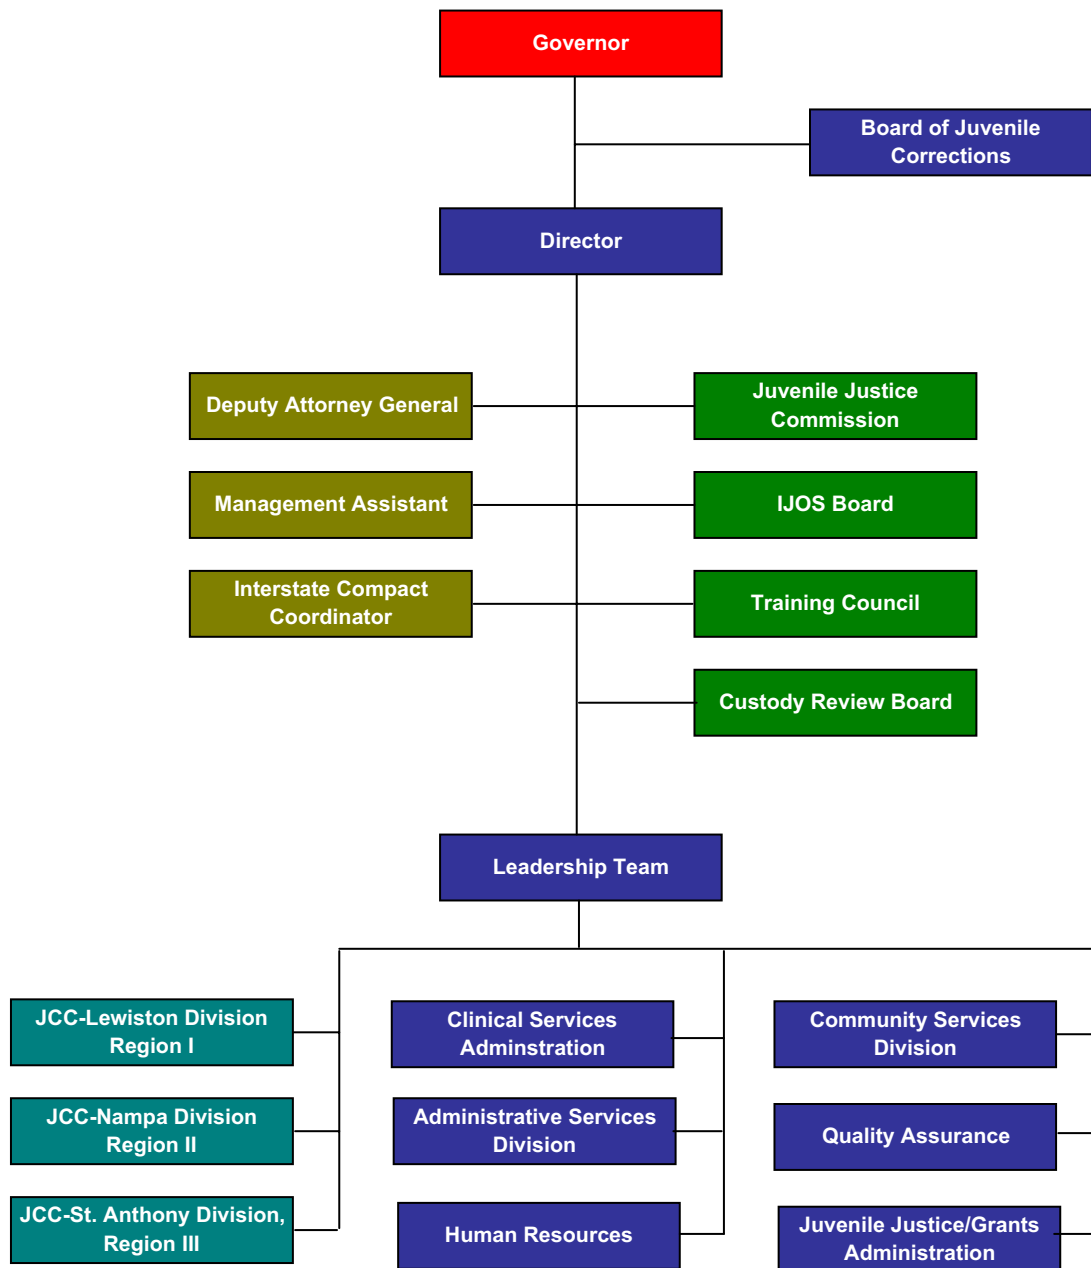 Governor
Board of Juvenile
Corrections
Director
Deputy Attorney General
Juvenile Justice
Commission
Management Assistant
IJOS Board
Interstate Compact
Coordinator
Training Council
Custody Review Board
Leadership Team
JCC-Lewiston Division
Region I
Clinical Services
Adminstration
Community Services
Division
JCC-Nampa Division
Region II
Administrative Services
Division
Quality Assurance
JCC-St. Anthony Division,
Region III
Human Resources
Juvenile Justice/Grants
Administration